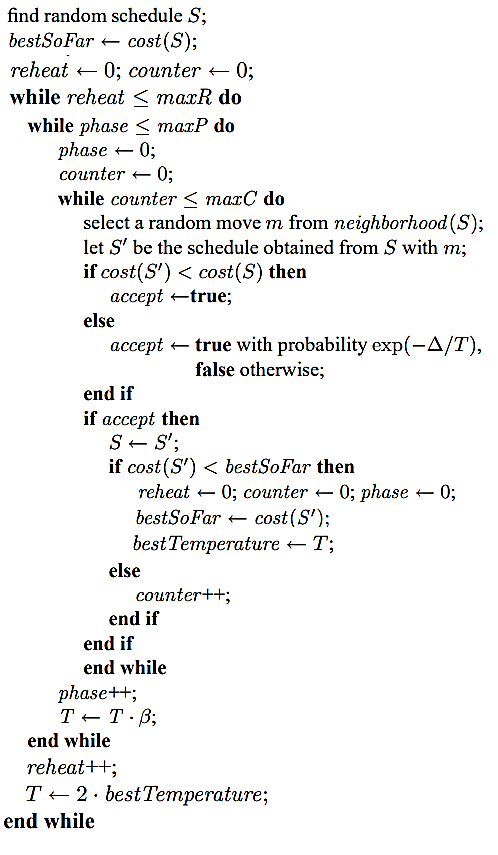 find random schedule S;
bestSoFar ← cost(S);
reheat ← 0; counter ← 0;
while reheat ≤ maxR do
phase ≤ maxP do
phase ← 0;
counter ← 0;
while counter ≤ maxC do
select a random move m from neighborhood(S);
let S′ be the schedule obtained from S with m;
if cost(S′) < cost(S) then
accept ←true;
else
accept ← true with probability exp(−Δ/T),
false otherwise;
end if
if accept then
S ← S′;
if cost(S′) < bestSoFar then
reheat ← 0; counter ← 0; phase ← 0;
bestSoFar ← cost(S′);
bestTemperature ← T;
else
counter++;
end if
end if
end while
phase++;
T ← T · β;
end while
reheat++;
T ← 2 · bestTemperature;
end while